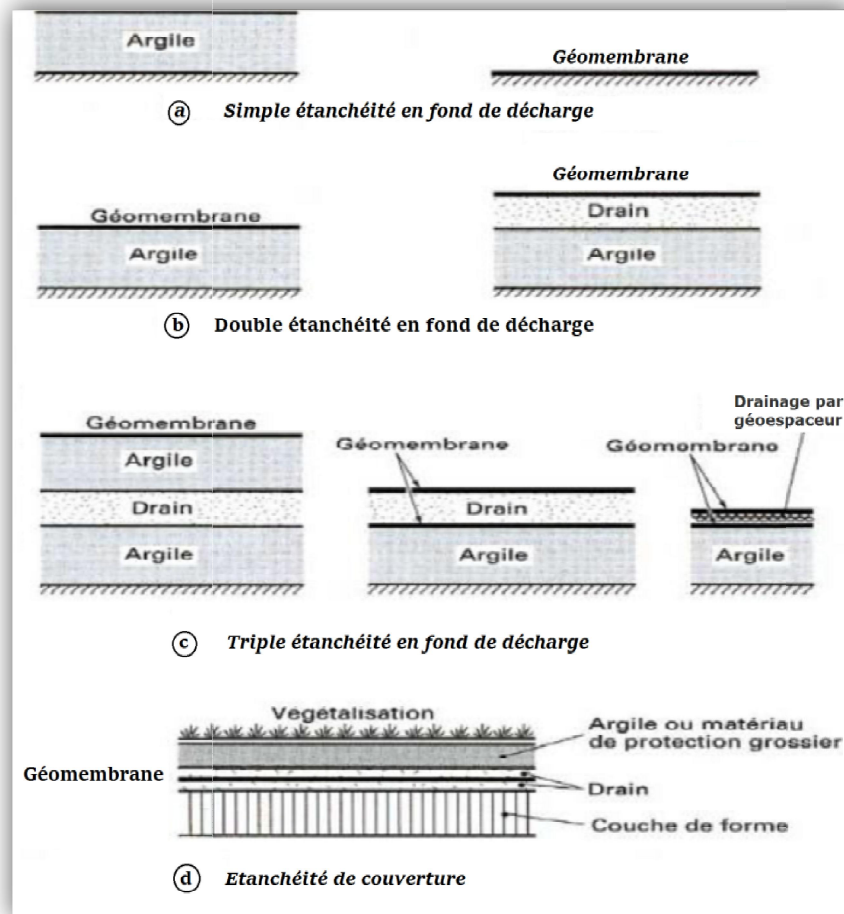 Argile
Géomembrane
a Simple étanchéité en fond de décharge
Géomembrane
Argile
Géomembrane
Drain
Argile
b Double étanchéité en fond de décharge
Géomembrane
Argile
Drain
Argile
Géomembrane
Drain
Argile
Drainage par
géoespaceur
Géomembrane
Argile
c Triple étanchéité en fond de décharge
Végétalisation
Géomembrane
Argile ou matériau
de protection grossier
Drain
Couche de forme
d Etanchéité de couverture